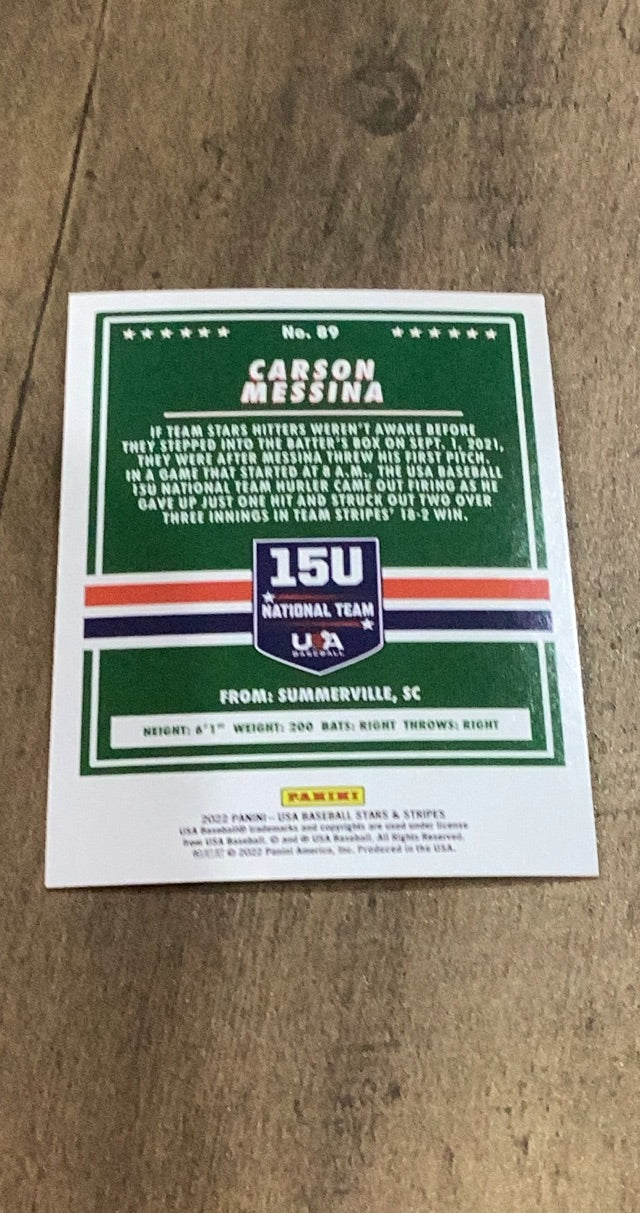 No. 89
CARSON
MESSINA
IF TEAM STARS HITTERS WEREN'T AWAKE BEFORE
THEY STEPPED INTO THE BATTER'S BOX ON SEPT. 1, 2021,
THEY WERE AFTER MESSINA THREW HIS FIRST PITCH.
IN A GAME THAT STARTED AT 8 A.M., THE USA BASEBALL
15U NATIONAL TEAM HURLER CAME OUT FIRING AS HE
GAVE UP JUST ONE HIT AND STRUCK OUT TWO OVER
THREE INNINGS IN TEAM STRIPES' 18-2 WIN.
15U
NATIONAL TEAM
USA
BASEBALL
FROM: SUMMERVILLE, SC
HEIGHT: 6'1" WEIGHT: 200 BATS: RIGHT THROWS: RIGHT
PANINI
2022 PANINI – USA BASEBALL STARS & STRIPES
USA Baseball® trademarks and copyrights are used under license
from USA Baseball. © and ® USA Baseball. All Rights Reserved.
© 2022 Panini America, Inc. Produced in the USA.